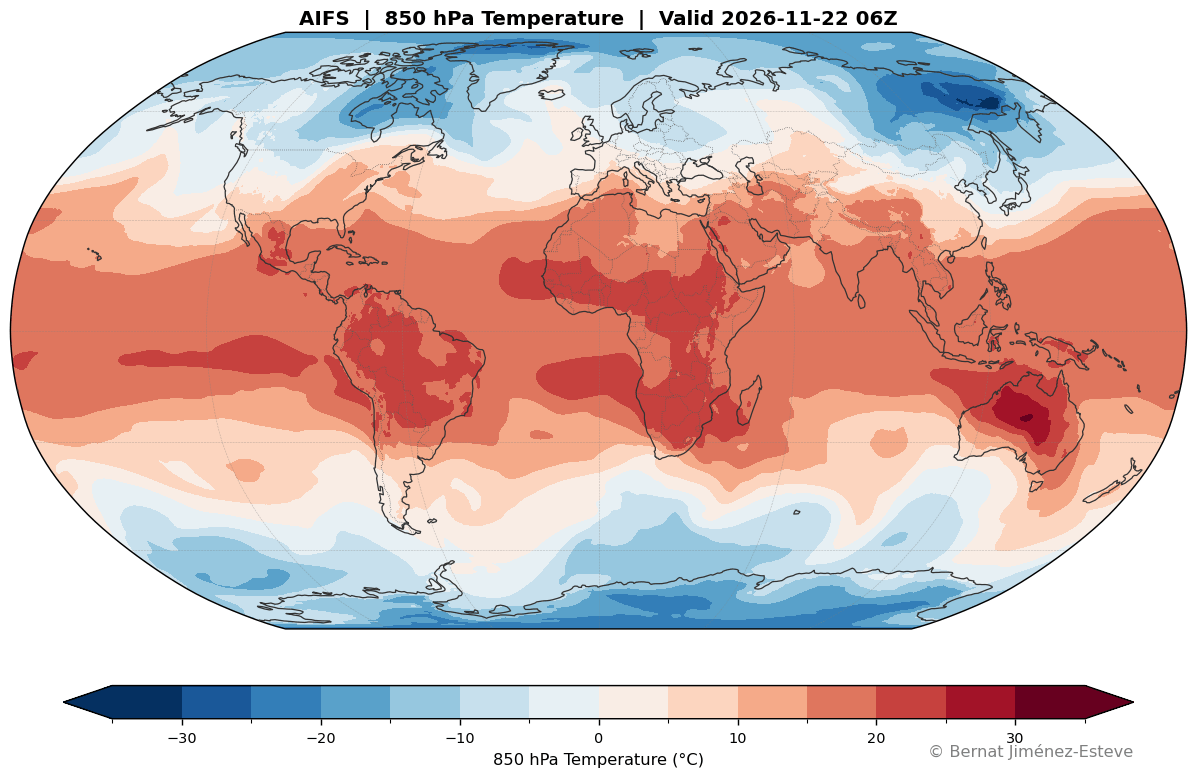 AIFS | 850 hPa Temperature | Valid 2026-11-22 06Z
−30 −20 −10 0 10 20 30
850 hPa Temperature (°C)
© Bernat Jiménez-Esteve